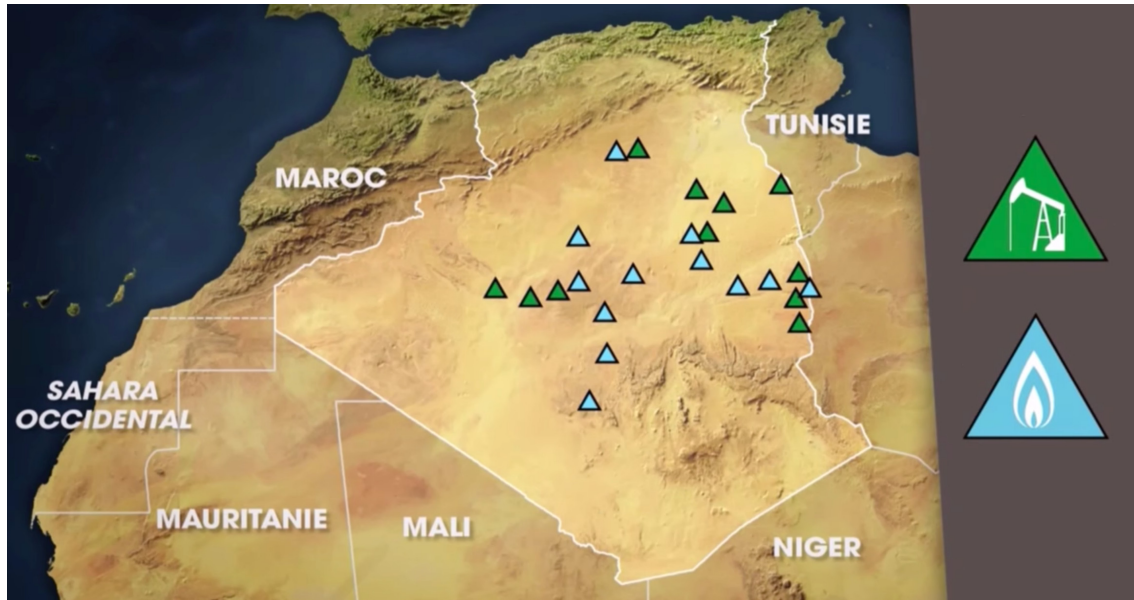 TUNISIE
MAROC
SAHARA
OCCIDENTAL
MAURITANIE
MALI
NIGER